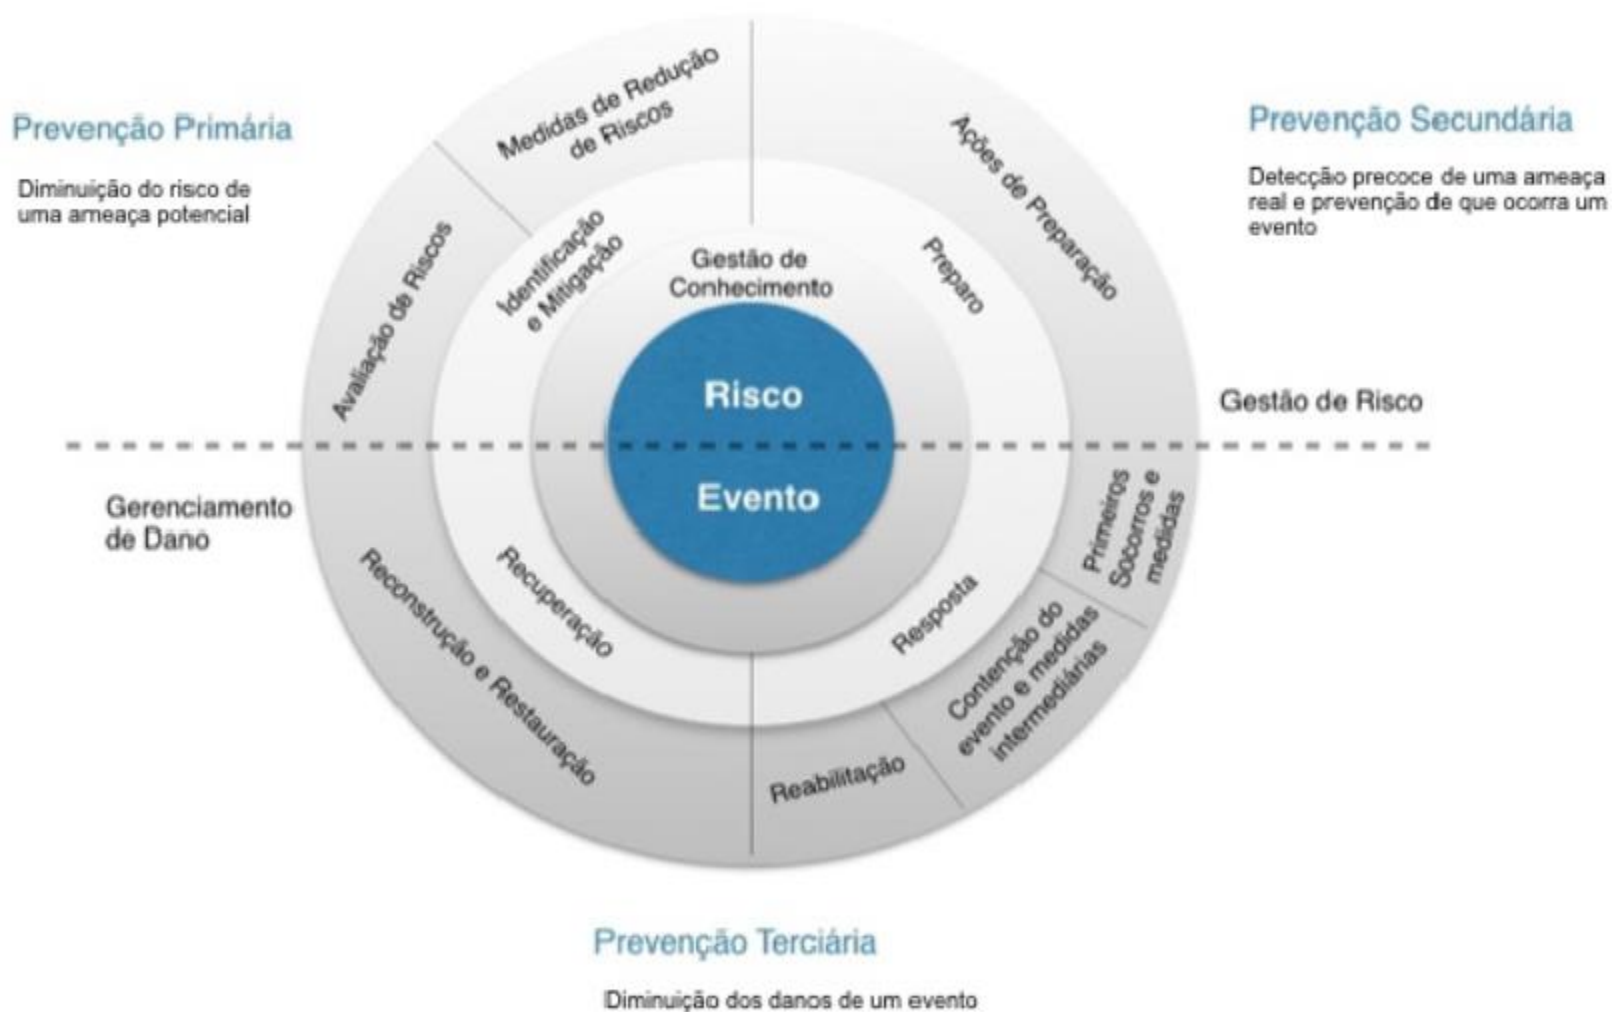 Prevenção Primária
Diminuição do risco de
uma ameaça potencial
Prevenção Secundária
Detecção precoce de uma ameaça
real e prevenção de que ocorra um
evento
Medidas de Redução
de Riscos
Ações de Preparação
Avaliação de Riscos
Identificação
e Mitigação
Gestão de
Conhecimento
Preparo
Risco
Gestão de Risco
Evento
Gerenciamento
de Dano
Primeiros
Socorros e
medidas
Recuperação
Resposta
Contenção do
evento e medidas
intermediárias
Reconstrução e Restauração
Reabilitação
Prevenção Terciária
Diminuição dos danos de um evento